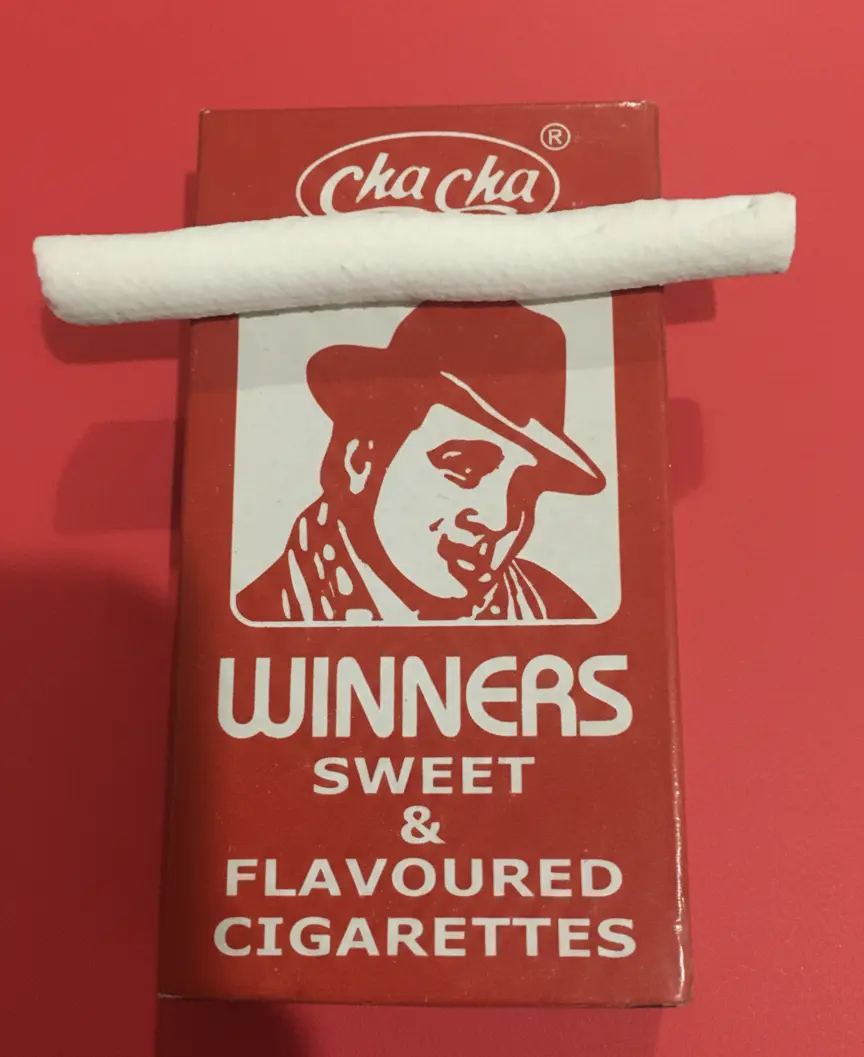 Cha Cha ®
WINNERS
SWEET
&
FLAVOURED
CIGARETTES